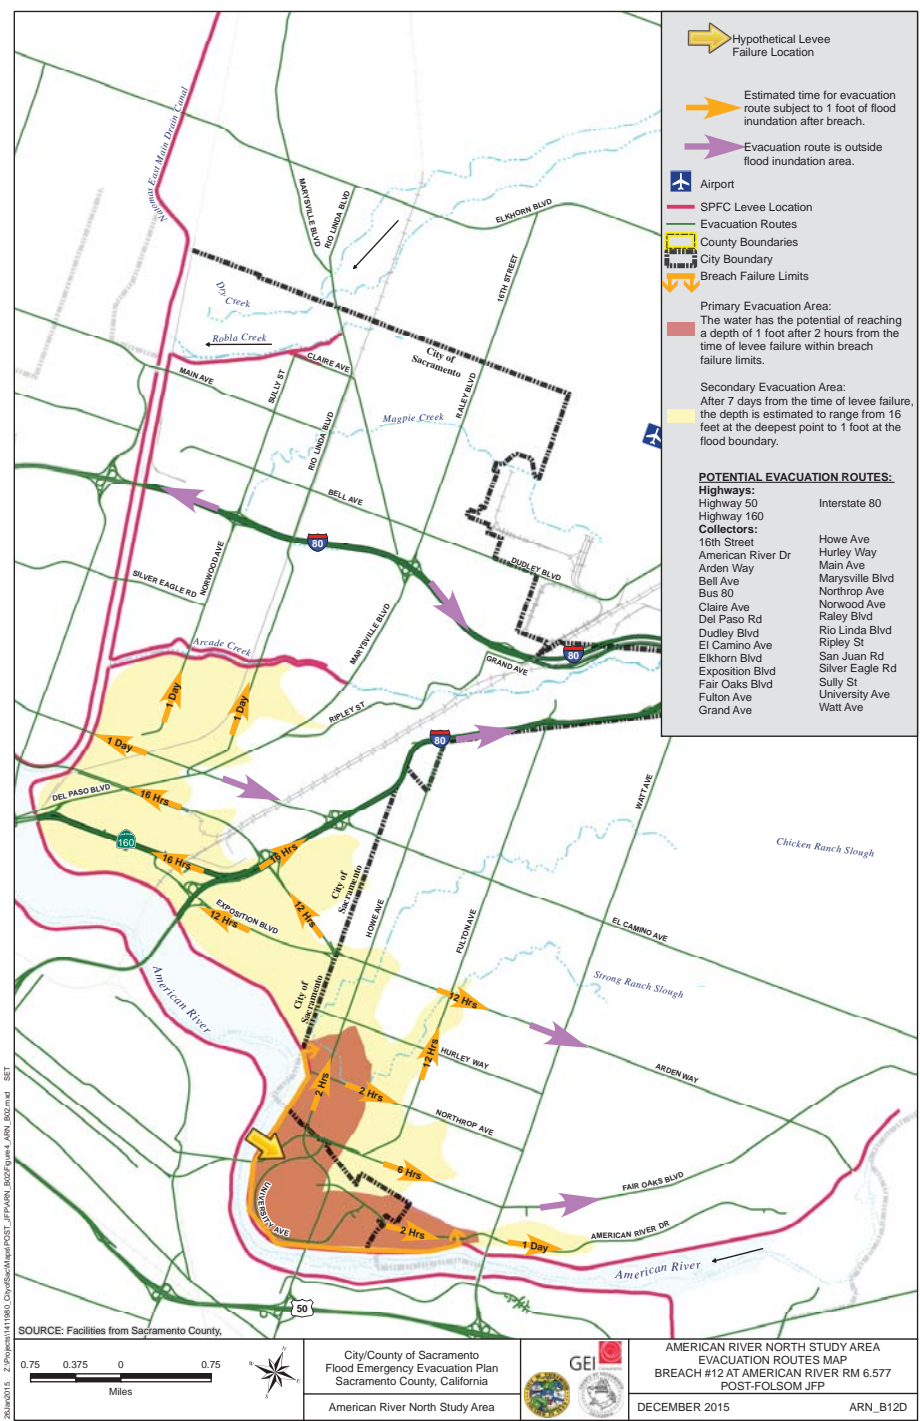 Hypothetical Levee
Failure Location
Estimated time for evacuation
route subject to 1 foot of flood
inundation after breach.
Evacuation route is outside
flood inundation area.
Airport
SPFC Levee Location
Evacuation Routes
County Boundaries
City Boundary
Breach Failure Limits
Primary Evacuation Area:
The water has the potential of reaching
a depth of 1 foot after 2 hours from the
time of levee failure within breach
failure limits.
Secondary Evacuation Area:
After 7 days from the time of levee failure,
the depth is estimated to range from 16
feet at the deepest point to 1 foot at the
flood boundary.
POTENTIAL EVACUATION ROUTES:
Highways:
Highway 50
Interstate 80
Highway 160
Collectors:
16th Street
American River Dr
Arden Way
Bell Ave
Bus 80
Claire Ave
Del Paso Rd
Dudley Blvd
El Camino Ave
Elkhorn Blvd
Exposition Blvd
Fair Oaks Blvd
Fulton Ave
Grand Ave
Howe Ave
Hurley Way
Main Ave
Marysville Blvd
Northrop Ave
Norwood Ave
Raley Blvd
Rio Linda Blvd
Ripley St
San Juan Rd
Silver Eagle Rd
Sully St
University Ave
Watt Ave
Natomas East Main Drain Canal
MARYSVILLE BLVD
RIO LINDA BLVD
ELKHORN BLVD
16TH STREET
Dry
Creek
Robla Creek
City of
Sacramento
MAIN AVE
SULLY ST
CLAIRE AVE
RALEY BLVD
Magpie Creek
RIO LINDA BLVD
BELL AVE
80
DUDLEY BLVD
NORWOOD AVE
SILVER EAGLE RD
MARYSVILLE BLVD
Arcade Creek
GRAND AVE
80
1 Day
1 Day
RIPLEY ST
1 Day
80
DEL PASO BLVD
16 Hrs
WATT AVE
160
16 Hrs
16 Hrs
Chicken Ranch Slough
City of
Sacramento
EXPOSITION BLVD
12 Hrs
12 Hrs
HOWE AVE
FULTON AVE
EL CAMINO AVE
American River
City of
Sacramento
12 Hrs
Strong Ranch Slough
12 Hrs
HURLEY WAY
ARDEN WAY
2 Hrs
2 Hrs
NORTHROP AVE
6 Hrs
FAIR OAKS BLVD
UNIVERSITY AVE
2 Hrs
1 Day
AMERICAN RIVER DR
American River
50
SOURCE: Facilities from Sacramento County,
0.75 0.375 0 0.75
Miles
City/County of Sacramento
Flood Emergency Evacuation Plan
Sacramento County, California
American River North Study Area
GEI
AMERICAN RIVER NORTH STUDY AREA
EVACUATION ROUTES MAP
BREACH #12 AT AMERICAN RIVER RM 6.577
POST-FOLSOM JFP
DECEMBER 2015 ARN_B12D